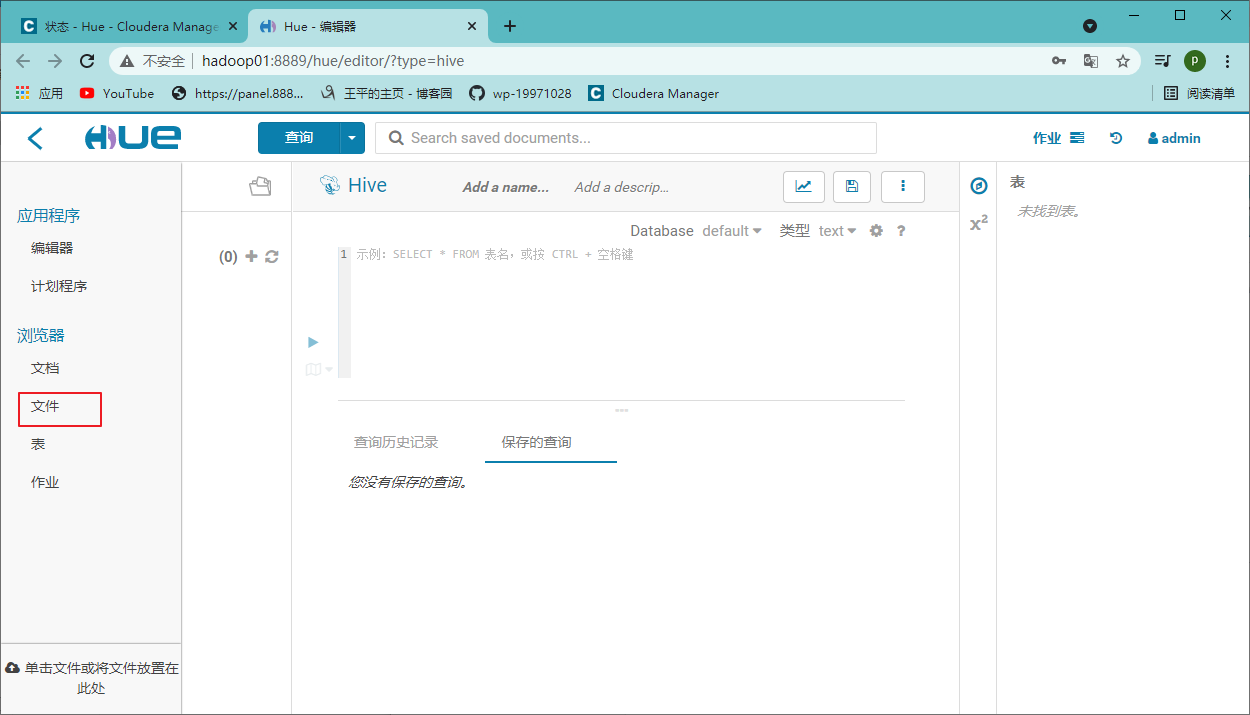 状态 - Hue - Cloudera Manage
Hue - 编辑器
不安全 hadoop01:8889/hue/editor/?type=hive
P
应用 YouTube https://panel.888... 王平的主页 - 博客园 wp-19971028 Cloudera Manager 阅读清单
HUE 查询 Search saved documents... 作业 admin
应用程序
编辑器
计划程序
浏览器
文档
文件
表
作业
单击文件或将文件放置在
此处
(0)
Hive Add a name... Add a descrip...
Database default 类型 text ?
1 示例: SELECT * FROM 表名, 或按 CTRL + 空格键
查询历史记录 保存的查询
您没有保存的查询。
x²
表
未找到表。